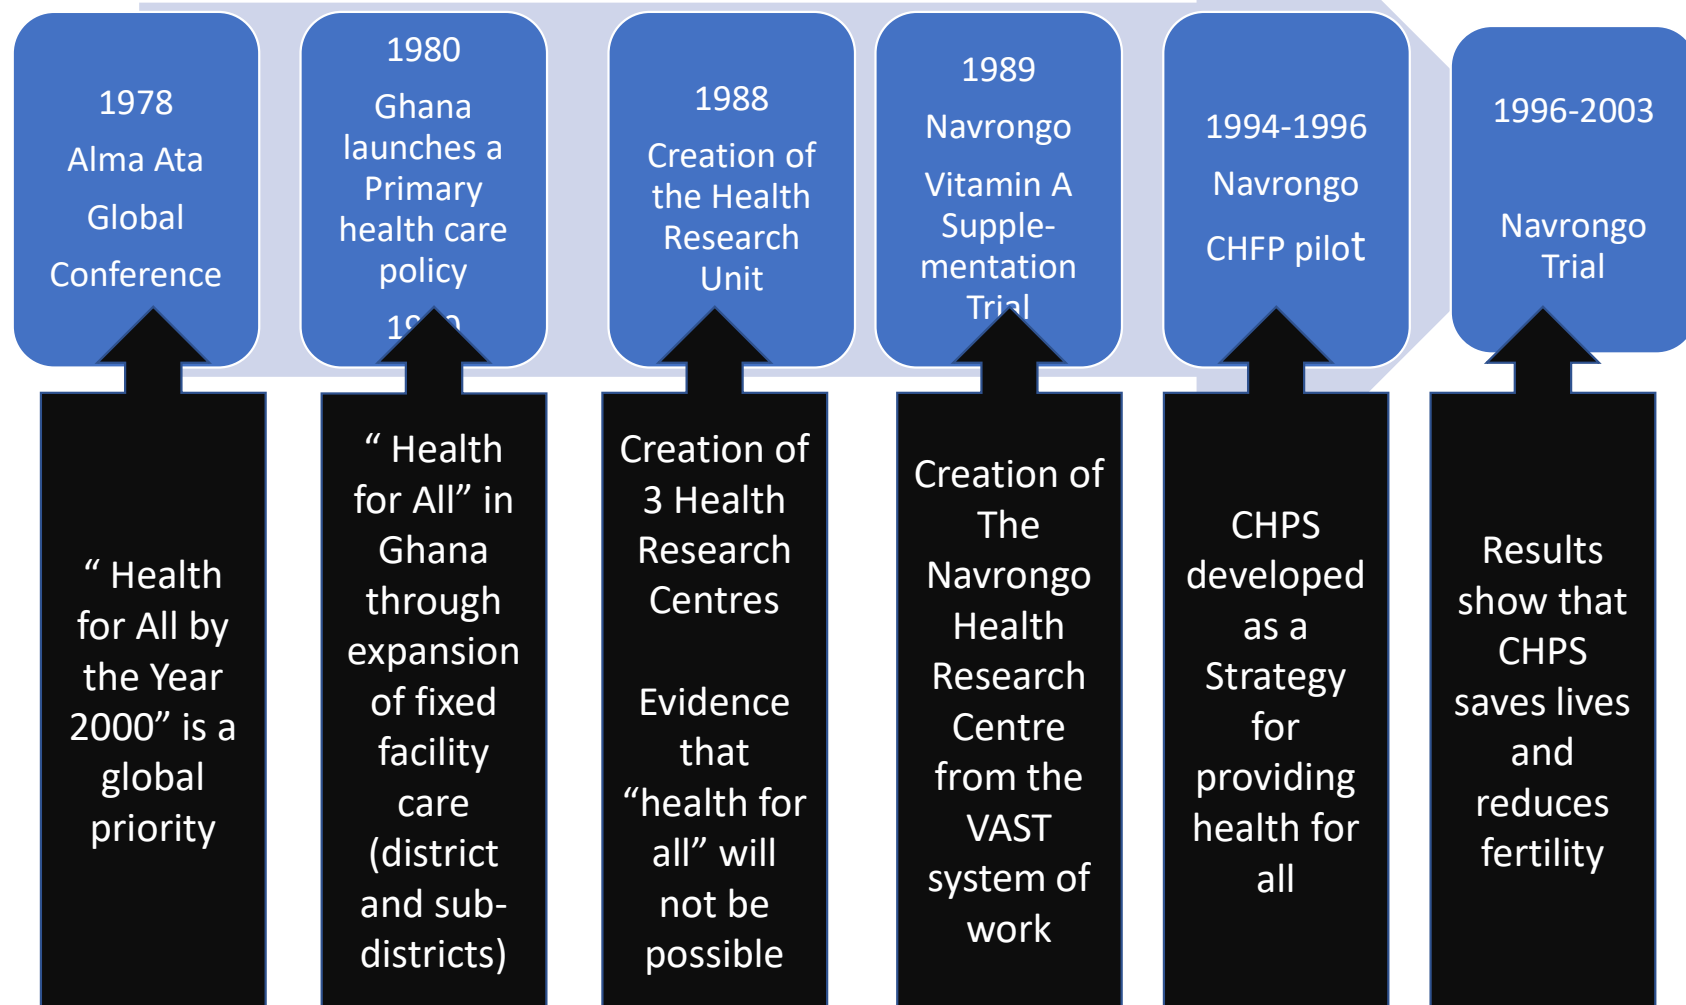 1978
Alma Ata
Global
Conference
1980
Ghana
launches a
Primary
health care
policy
1988
Creation of
the Health
Research
Unit
1989
Navrongo
Vitamin A
Supple-
mentation
Trial
1994-1996
Navrongo
CHFP pilot
1996-2003
Navrongo
Trial
“ Health
for All by
the Year
2000” is a
global
priority
“ Health
for All” in
Ghana
through
expansion
of fixed
facility
care
(district
and sub-
districts)
Creation of
3 Health
Research
Centres
Evidence
that
“health for
all” will
not be
possible
Creation of
The
Navrongo
Health
Research
Centre
from the
VAST
system of
work
CHPS
developed
as a
Strategy
for
providing
health for
all
Results
show that
CHPS
saves lives
and
reduces
fertility